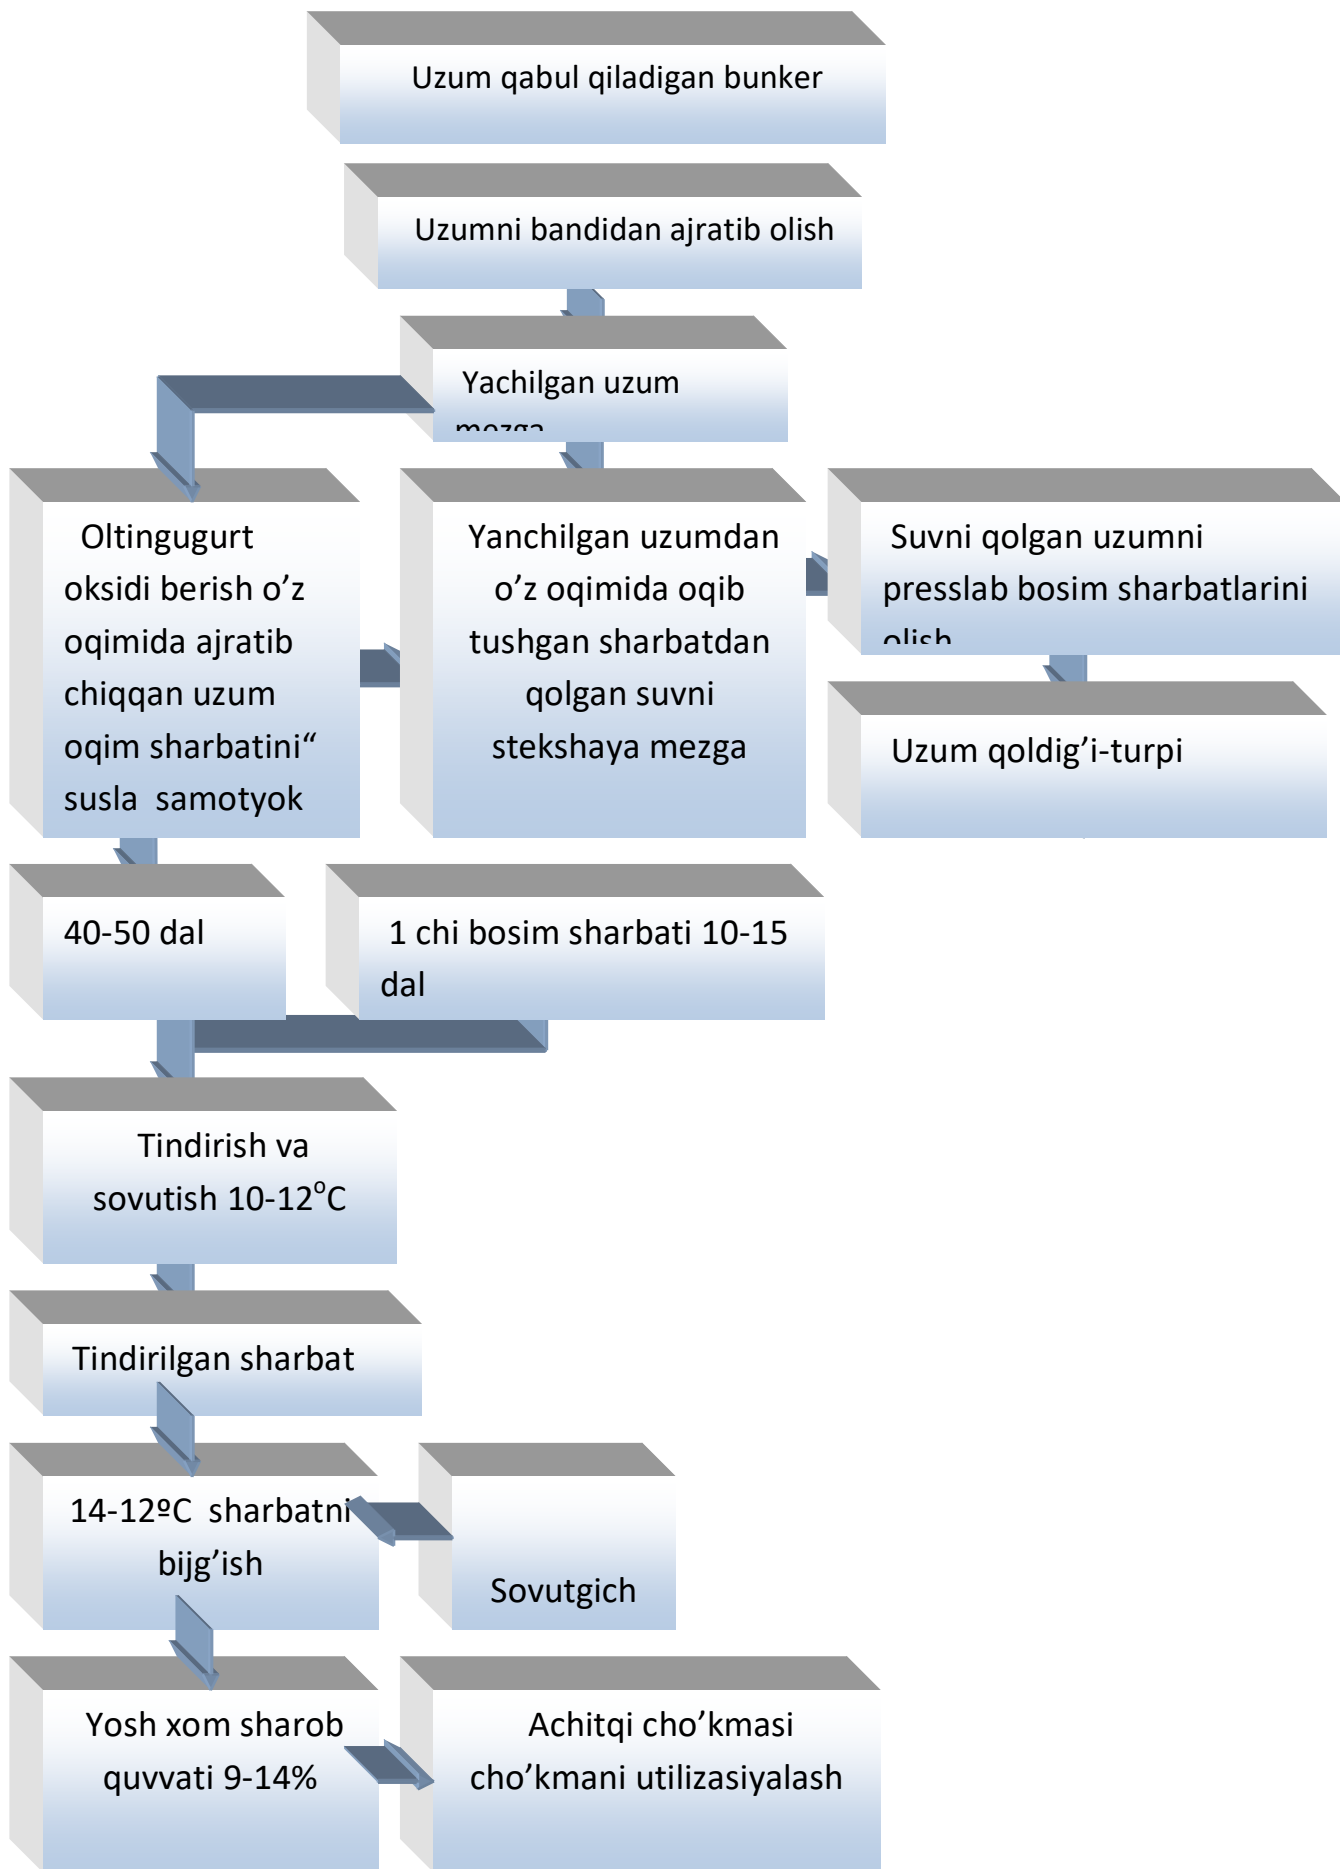 Uzum qabul qiladigan bunker
Uzumni bandidan ajratib olish
Yachilgan uzum
mezga
Oltingugurt
oksidi berish o’z
oqimida ajratib
chiqqan uzum
oqim sharbatini“
susla samotyok
Yanchilgan uzumdan
o’z oqimida oqib
tushgan sharbatdan
qolgan suvni
stekshaya mezga
Suvni qolgan uzumni
presslab bosim sharbatlarini
olish
Uzum qoldig’i-turpi
40-50 dal
1 chi bosim sharbati 10-15
dal
Tindirish va
sovutish 10-12°C
Tindirilgan sharbat
14-12ºC sharbatni
bijg’ish
Sovutgich
Yosh xom sharob
quvvati 9-14%
Achitqi cho’kmasi
cho’kmani utilizasiyalash